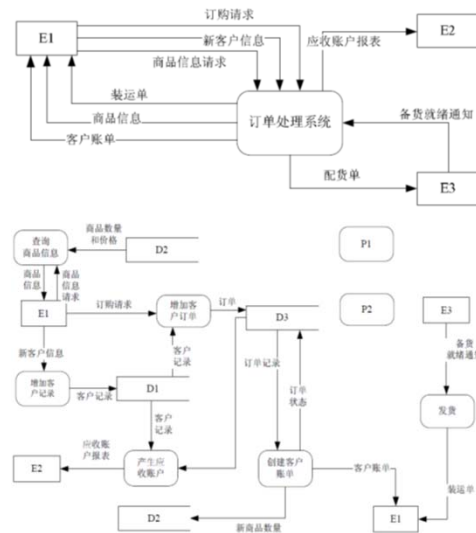 订购请求
E1
新客户信息
应收账户报表
E2
商品信息请求
装运单
商品信息
订单处理系统
备货就绪通知
客户账单
配货单
E3
商品数量
和价格
查询
商品信息
D2
P1
商品
信息
商品
信息
请求
E1
订购请求
增加客
户订单
订单
D3
P2
E3
新客户信息
客户
记录
备货
就绪通知
增加客
户记录
客户记录
D1
订单记录
订单
状态
发货
客户
记录
应收账
户报表
E2
产生应
收账户
创建客户
账单
客户账单
装运单
D2
新商品数量
E1